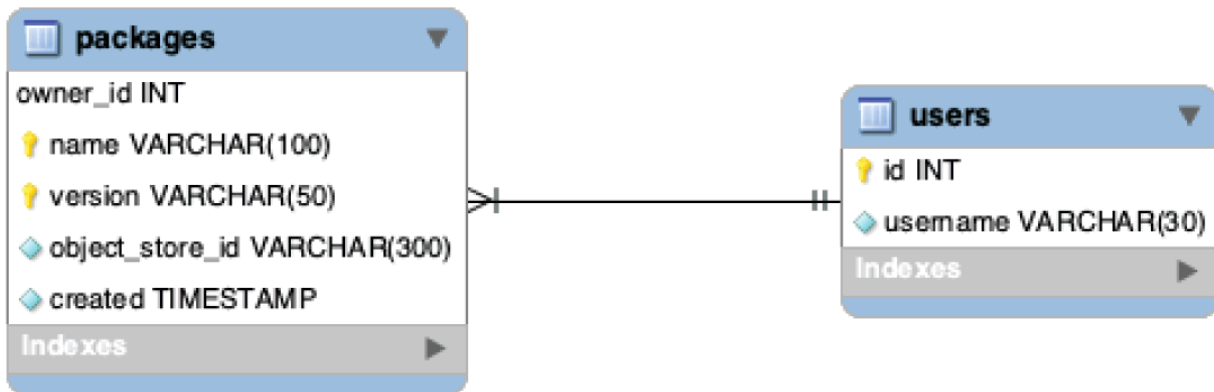 packages
owner_id INT
name VARCHAR(100)
version VARCHAR(50)
object_store_id VARCHAR(300)
created TIMESTAMP
Indexes
users
id INT
username VARCHAR(30)
Indexes